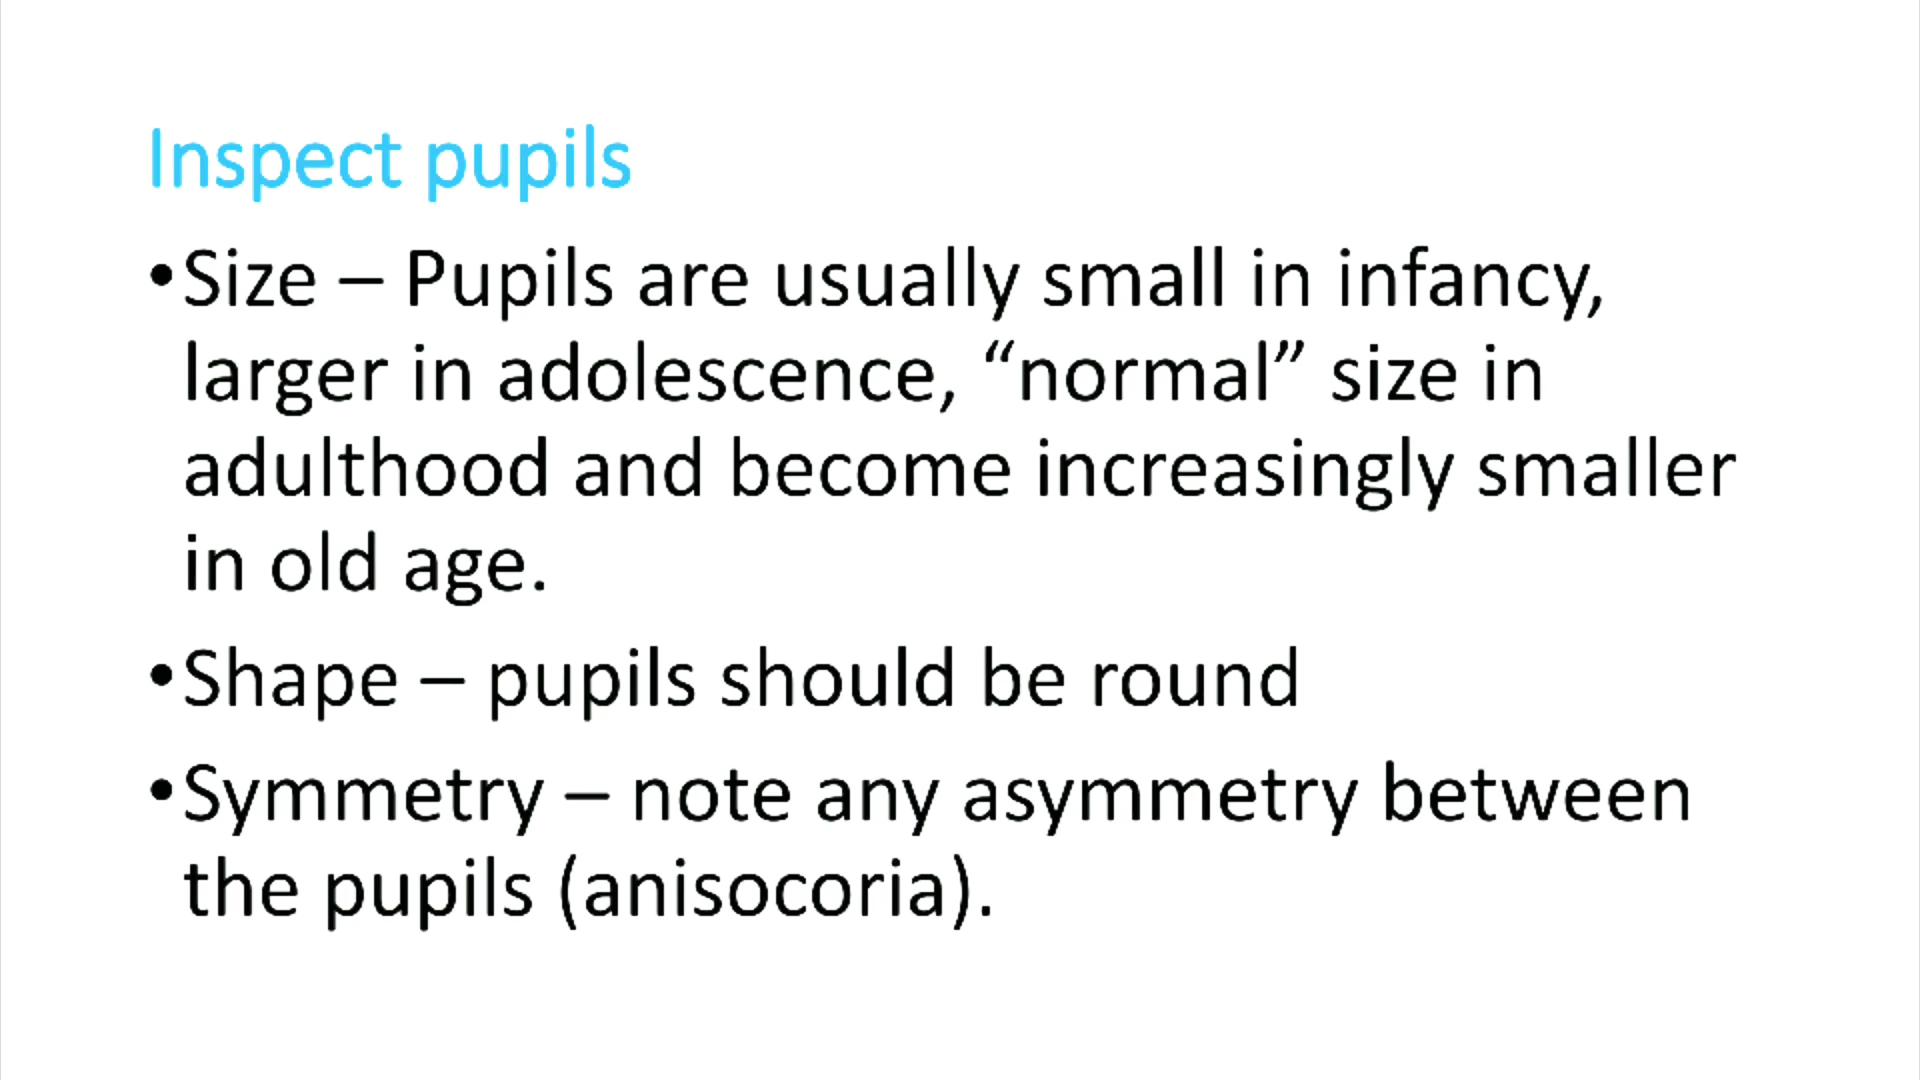 Inspect pupils
•Size – Pupils are usually small in infancy,
larger in adolescence, “normal” size in
adulthood and become increasingly smaller
in old age.
•Shape – pupils should be round
•Symmetry – note any asymmetry between
the pupils (anisocoria).